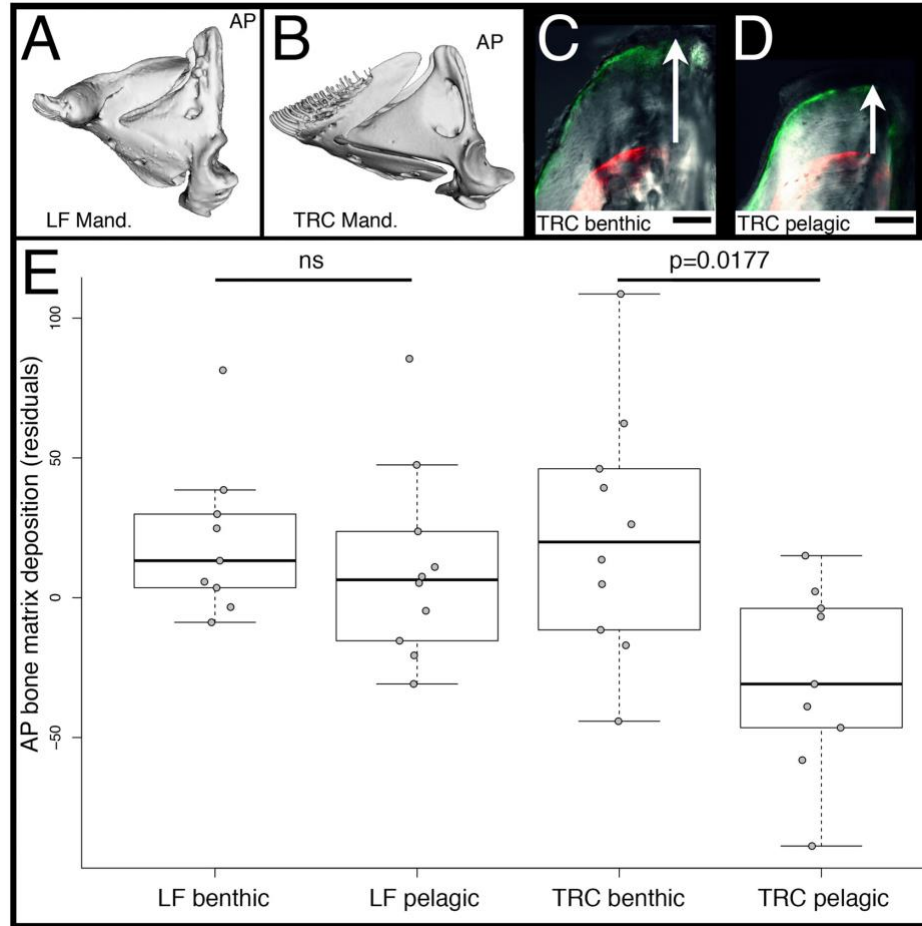 A
AP
LF Mand.
B
AP
TRC Mand.
C
TRC benthic
D
TRC pelagic
E
ns
p=0.0177
AP bone matrix deposition (residuals)
100
50
0
−50
LF benthic
LF pelagic
TRC benthic
TRC pelagic